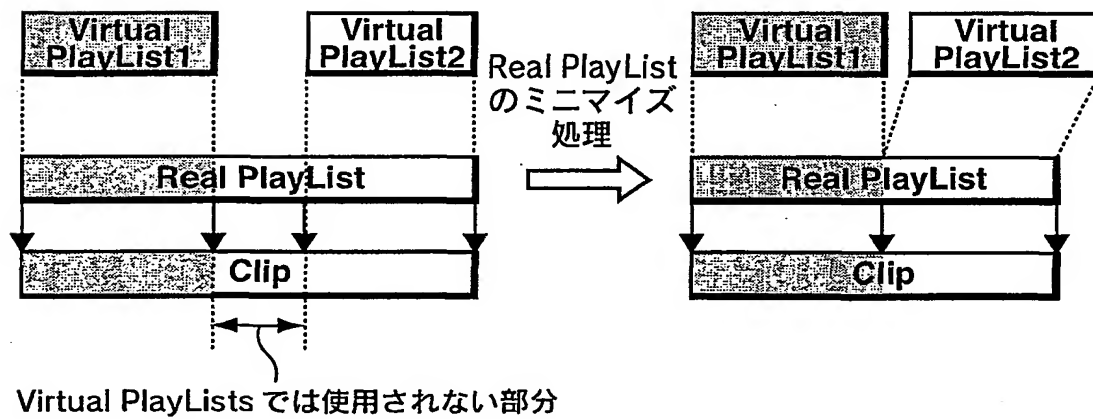 Virtual
PlayList1
Virtual
PlayList2
Real PlayList
Clip
Virtual PlayLists では使用されない部分
Real PlayList
のミニマイズ
処理
Virtual
PlayList1
Virtual
PlayList2
Real PlayList
Clip